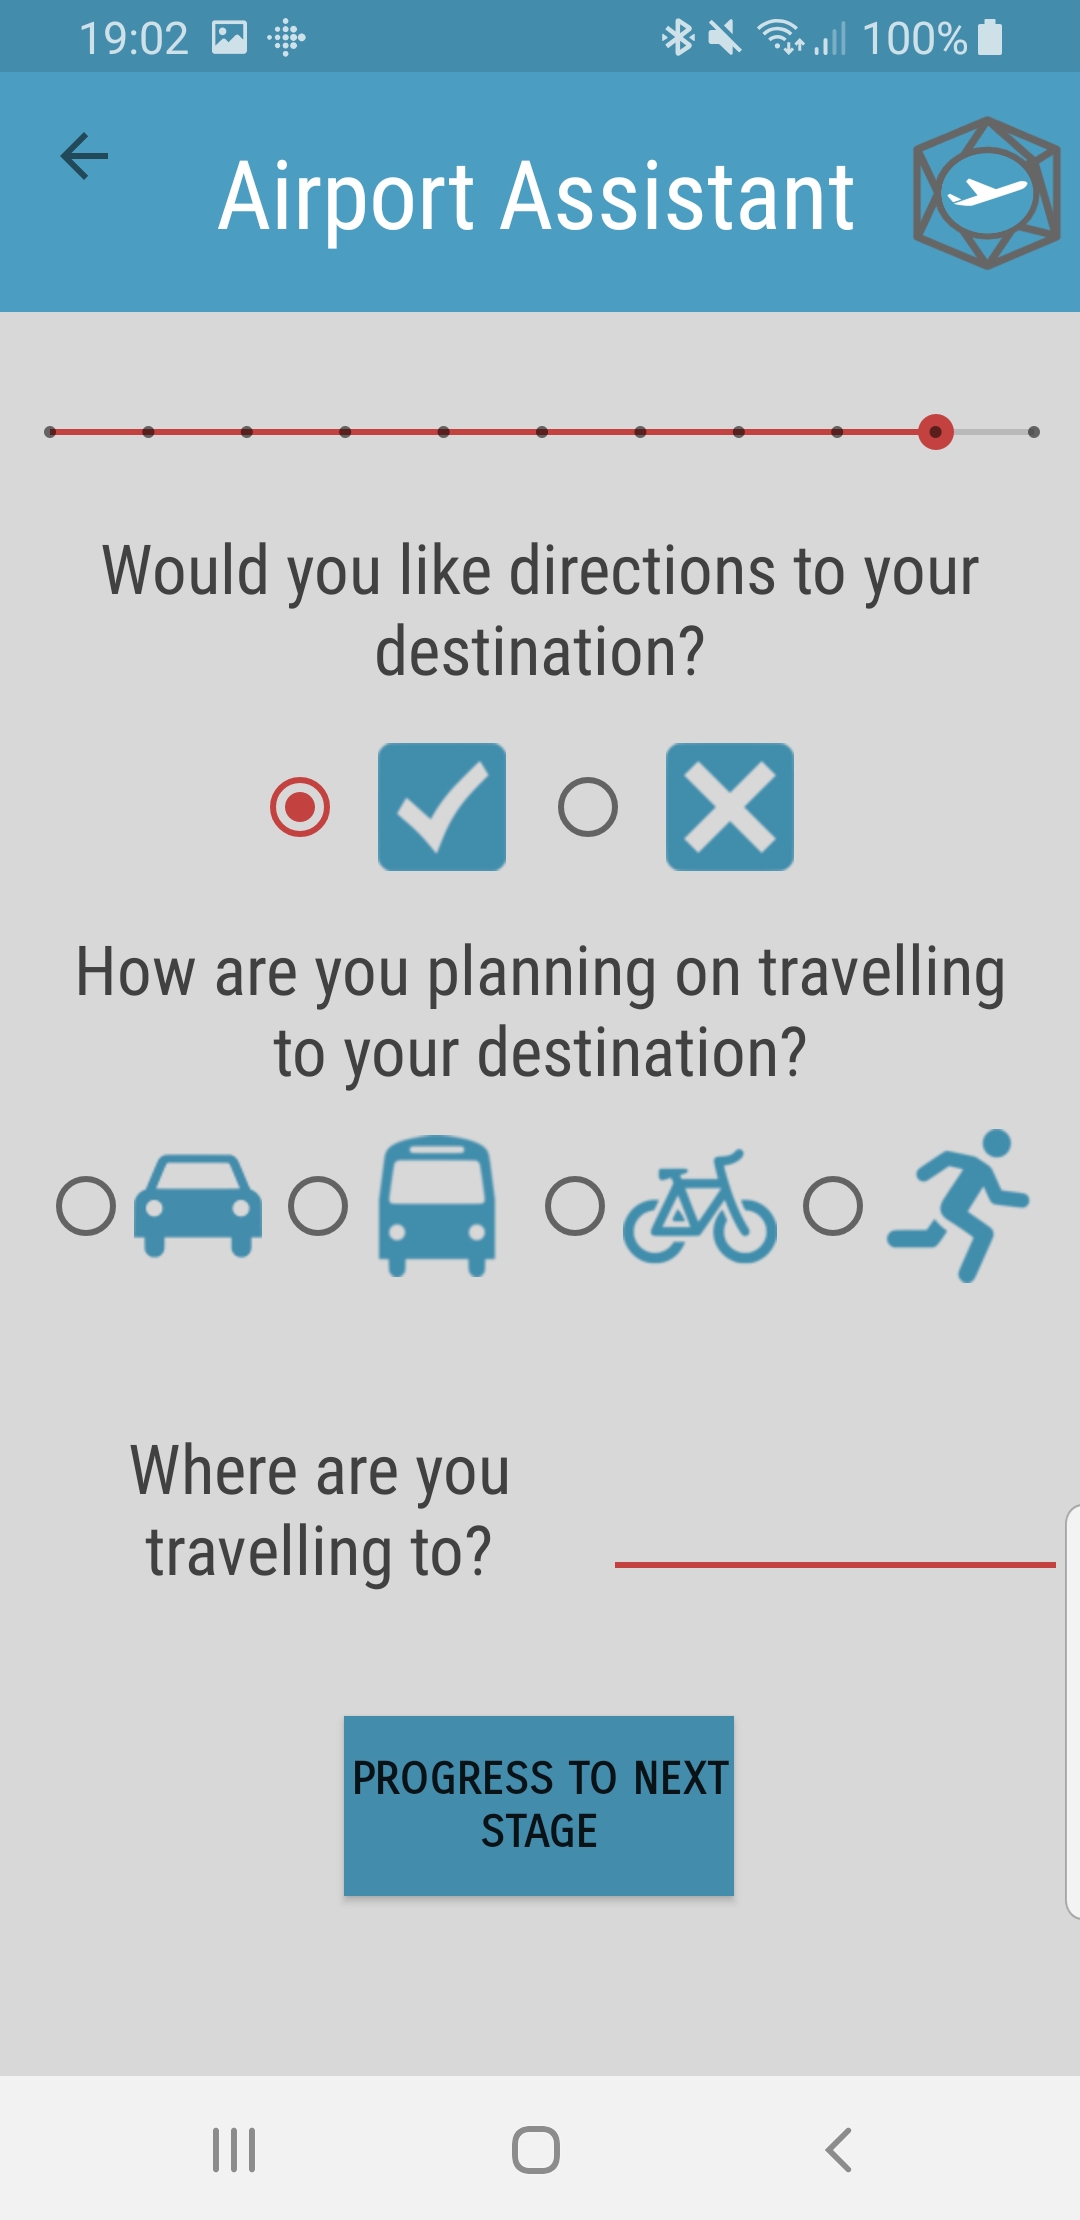 19:02
100%
Airport Assistant
Would you like directions to your
destination?
How are you planning on travelling
to your destination?
Where are you
travelling to?
PROGRESS TO NEXT
STAGE